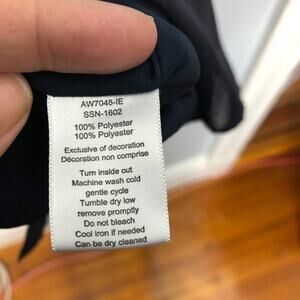 AW7048-IE
SSN-1602
100% Polyester
100% Polyester
Exclusive of decoration
Décoration non comprise
Turn inside out
Machine wash cold
gentle cycle
Tumble dry low
remove promptly
Do not bleach
Cool iron if needed
Can be dry cleaned